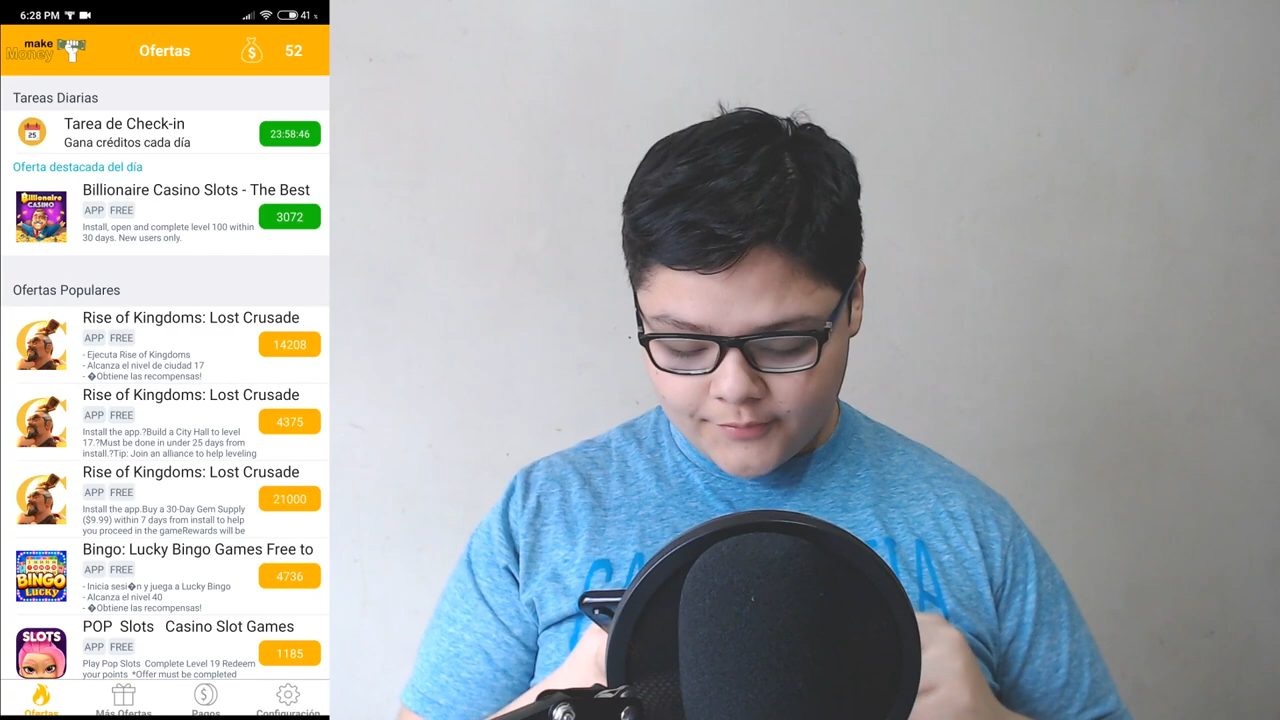 6:28 PM
41 %
make
Money
Ofertas
52
Tareas Diarias
25
Tarea de Check-in
Gana créditos cada día
23:58:46
Oferta destacada del día
Billionaire
CASINO
Billionaire Casino Slots - The Best
APP FREE
Install, open and complete level 100 within
30 days. New users only.
3072
Ofertas Populares
Rise of Kingdoms: Lost Crusade
APP FREE
- Ejecuta Rise of Kingdoms
- Alcanza el nivel de ciudad 17
- �Obtiene las recompensas!
14208
Rise of Kingdoms: Lost Crusade
APP FREE
Install the app.?Build a City Hall to level
17.?Must be done in under 25 days from
install.?Tip: Join an alliance to help leveling
4375
Rise of Kingdoms: Lost Crusade
APP FREE
Install the app.Buy a 30-Day Gem Supply
($9.99) within 7 days from install to help
you proceed in the gameRewards will be
21000
BINGO
LUCKY
Bingo: Lucky Bingo Games Free to
APP FREE
- Inicia sesi�n y juega a Lucky Bingo
- Alcanza el nivel 40
- �Obtiene las recompensas!
4736
SLOTS
POP Slots Casino Slot Games
APP FREE
Play Pop Slots Complete Level 19 Redeem
your points *Offer must be completed
1185
Ofertas
Más Ofertas
Pagos
Configuración